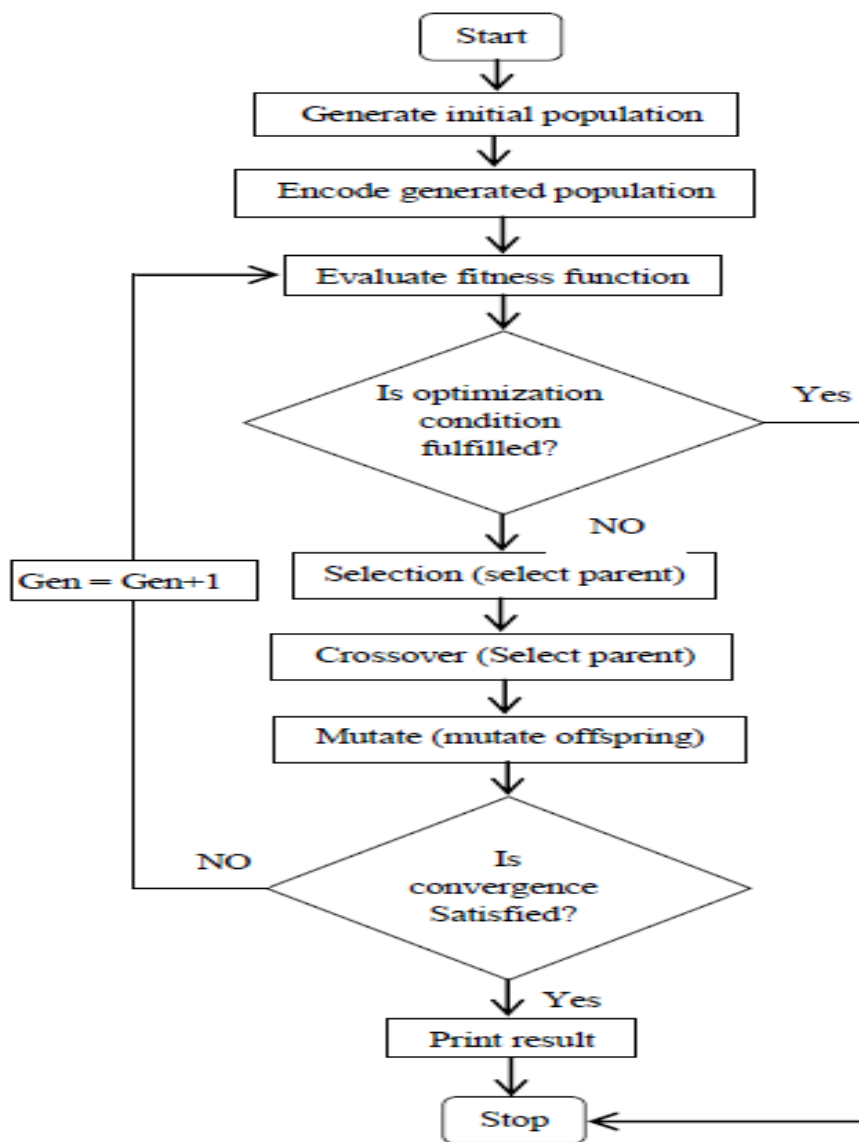 Start
Generate initial population
Encode generated population
Evaluate fitness function
Is optimization
condition
fulfilled?
Yes
NO
Selection (select parent)
Gen = Gen+1
Crossover (Select parent)
Mutate (mutate offspring)
NO
Is
convergence
Satisfied?
Yes
Print result
Stop